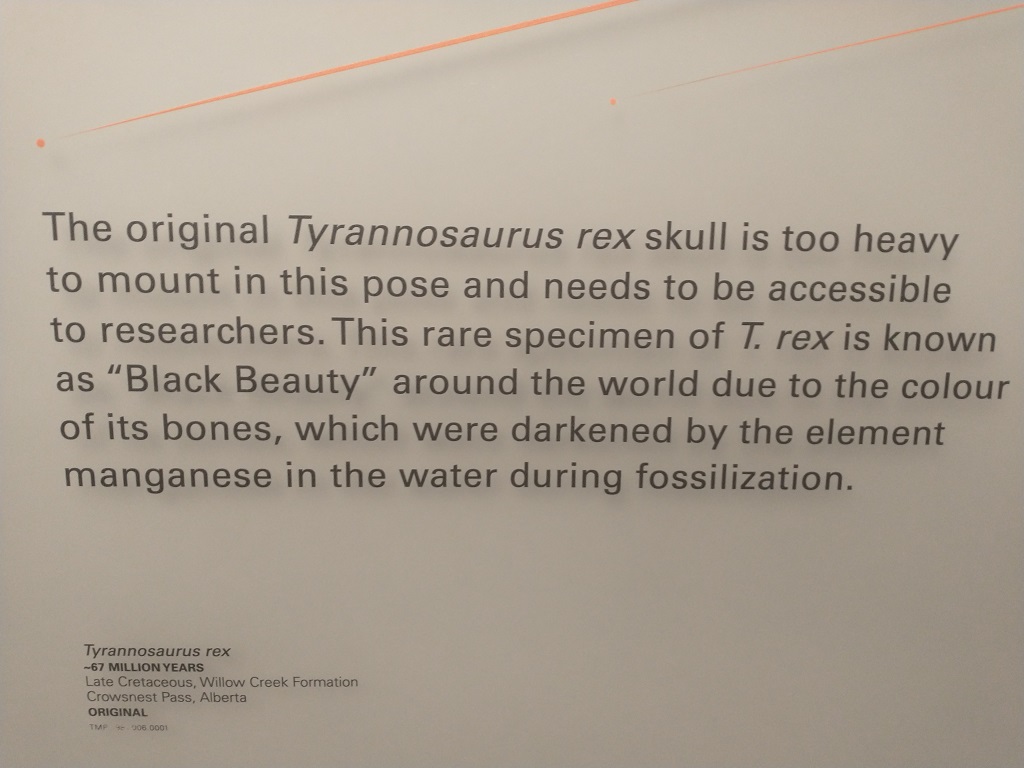 The original Tyrannosaurus rex skull is too heavy
to mount in this pose and needs to be accessible
to researchers. This rare specimen of T. rex is known
as “Black Beauty” around the world due to the colour
of its bones, which were darkened by the element
manganese in the water during fossilization.
Tyrannosaurus rex
~67 MILLION YEARS
Late Cretaceous, Willow Creek Formation
Crowsnest Pass, Alberta
ORIGINAL
TMP